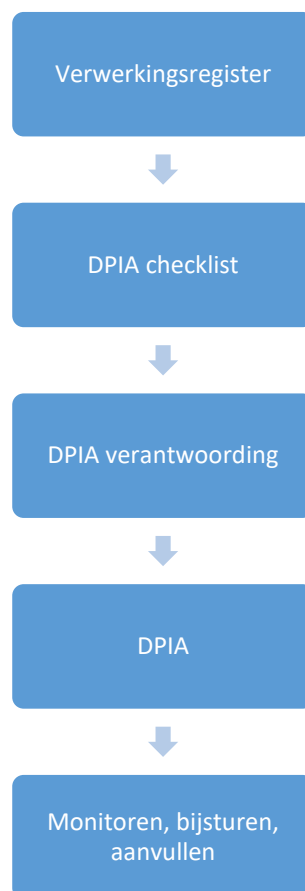 Verwerkingsregister
DPIA checklist
DPIA verantwoording
DPIA
Monitoren, bijsturen,
aanvullen